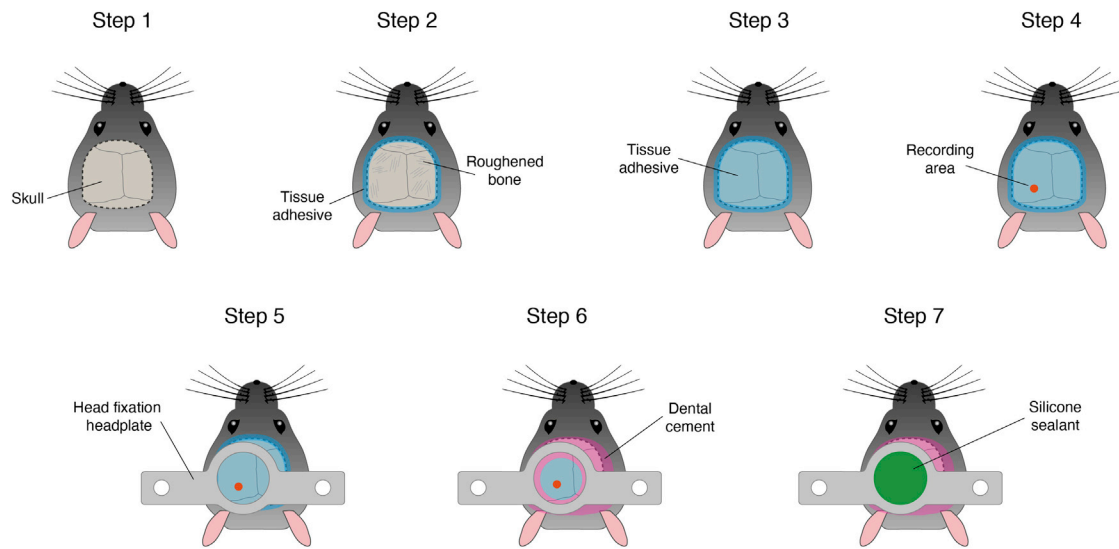 Step 1
Step 2
Step 3
Step 4
Skull
Tissue
adhesive
Roughened
bone
Tissue
adhesive
Recording
area
Step 5
Step 6
Step 7
Head fixation
headplate
Dental
cement
Silicone
sealant